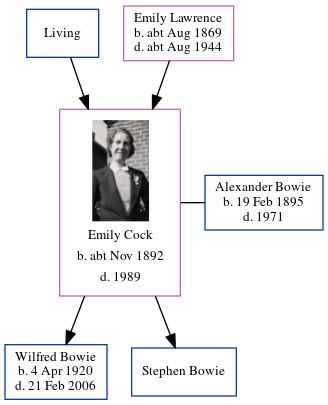 Living
Emily Lawrence
b. abt Aug 1869
d. abt Aug 1944
Emily Cock
b. abt Nov 1892
d. 1989
Alexander Bowie
b. 19 Feb 1895
d. 1971
Wilfred Bowie
b. 4 Apr 1920
d. 21 Feb 2006
Stephen Bowie